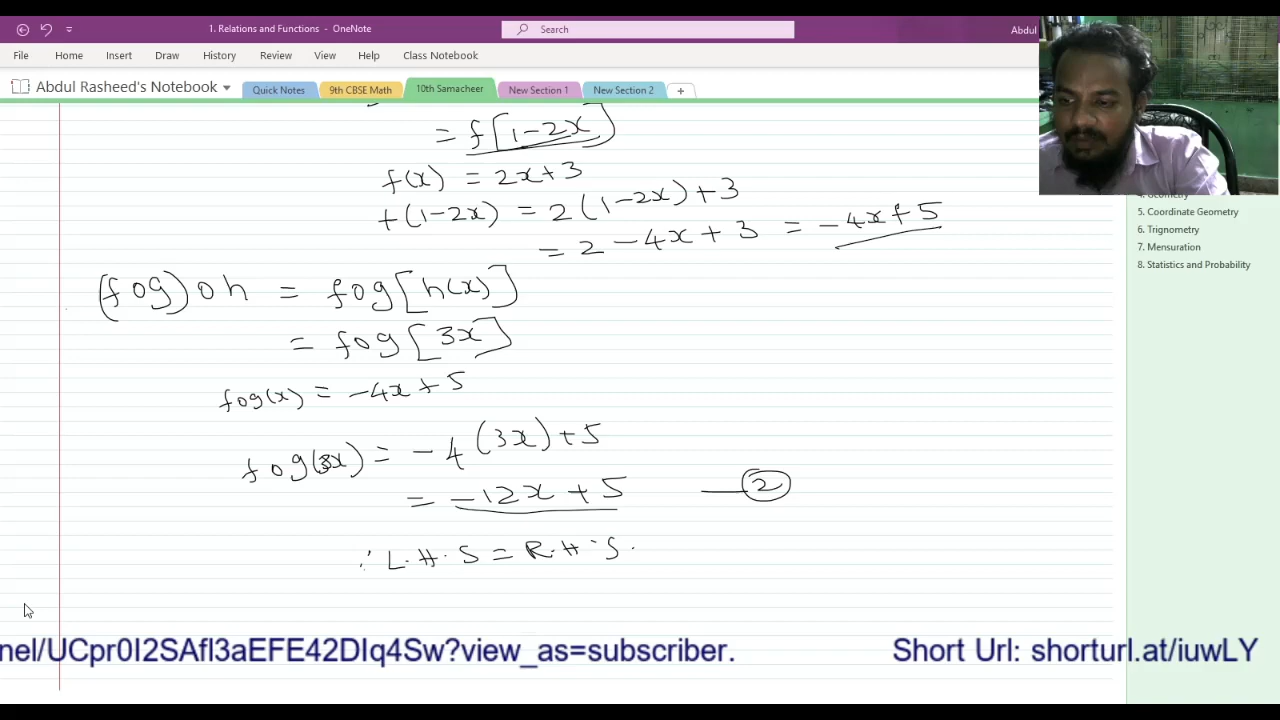 1. Relations and Functions - OneNote
Search
Abdul
File Home Insert Draw History Review View Help Class Notebook
Abdul Rasheed's Notebook
Quick Notes 9th CBSE Math 10th Samacheer New Section 1 New Section 2 +
= f[1-2x]
f(x) = 2x+3
f(1-2x) = 2(1-2x)+3
= 2-4x+3 = -4x+5
(fog)oh = fog[h(x)]
= fog[3x]
fog(x) = -4x+5
fog(3x) = -4(3x)+5
= -12x+5 —②
∴ L.H.S = R.H.S.
4. Geometry
5. Coordinate Geometry
6. Trignometry
7. Mensuration
8. Statistics and Probability
nel/UCpr0I2SAfl3aEFE42DIq4Sw?view_as=subscriber. Short Url: shorturl.at/iuwLY